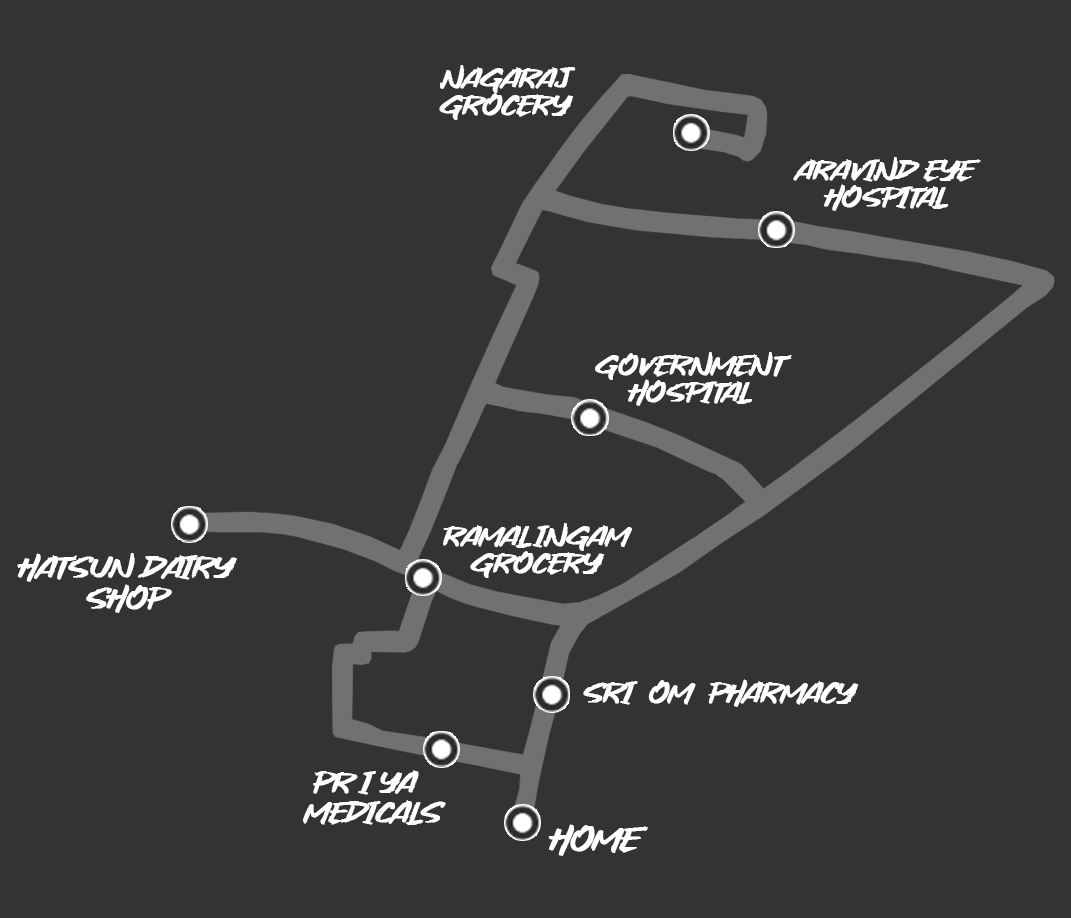 NAGARAJ
GROCERY
ARAVIND EYE
HOSPITAL
GOVERNMENT
HOSPITAL
RAMALINGAM
GROCERY
HATSUN DAIRY
SHOP
SRI OM PHARMACY
PRIYA
MEDICALS
HOME